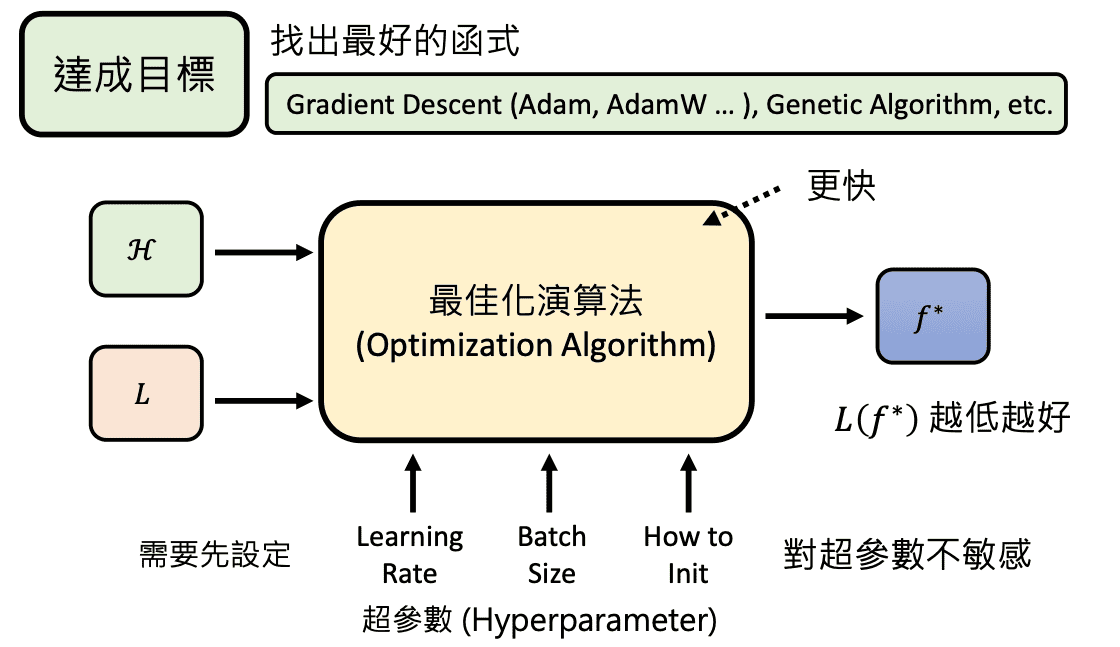 達成目標
找出最好的函式
Gradient Descent (Adam, AdamW … ), Genetic Algorithm, etc.
更快
ℋ
最佳化演算法
(Optimization Algorithm)
f*
L
L(f*) 越低越好
需要先設定
Learning
Rate
Batch
Size
How to
Init
對超參數不敏感
超參數 (Hyperparameter)